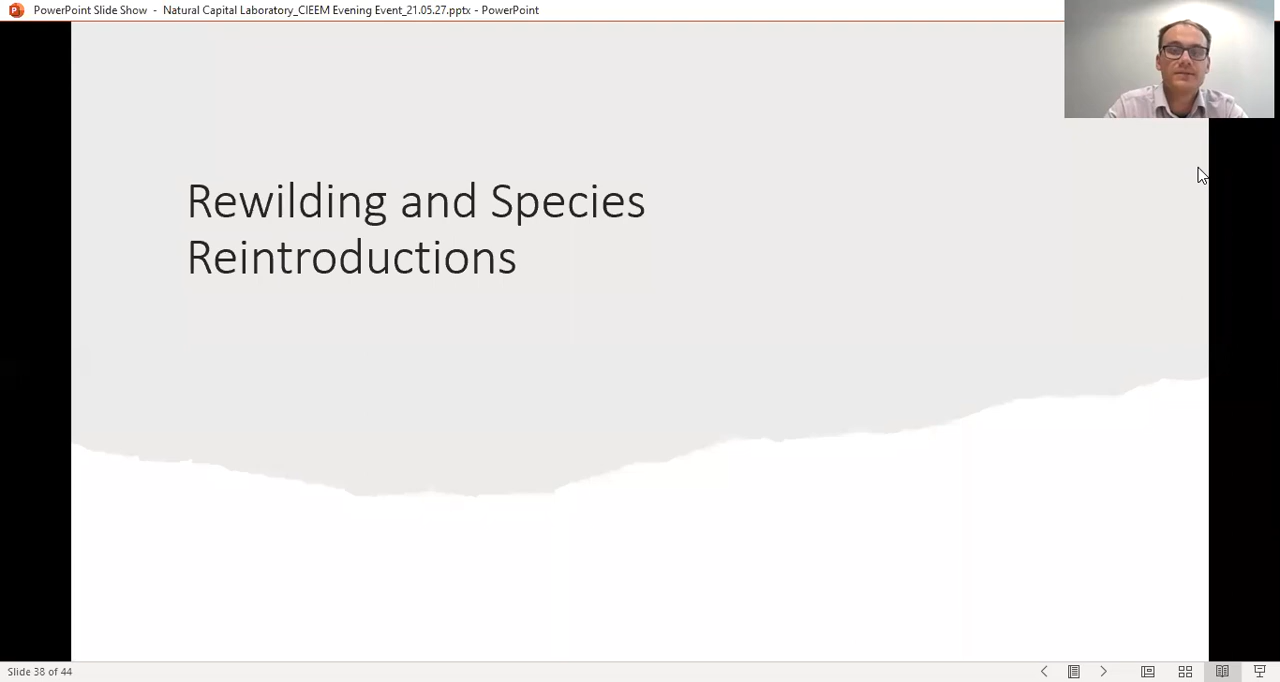 PowerPoint Slide Show - Natural Capital Laboratory_CIEEM Evening Event_21.05.27.pptx - PowerPoint
Rewilding and Species
Reintroductions
Slide 38 of 44